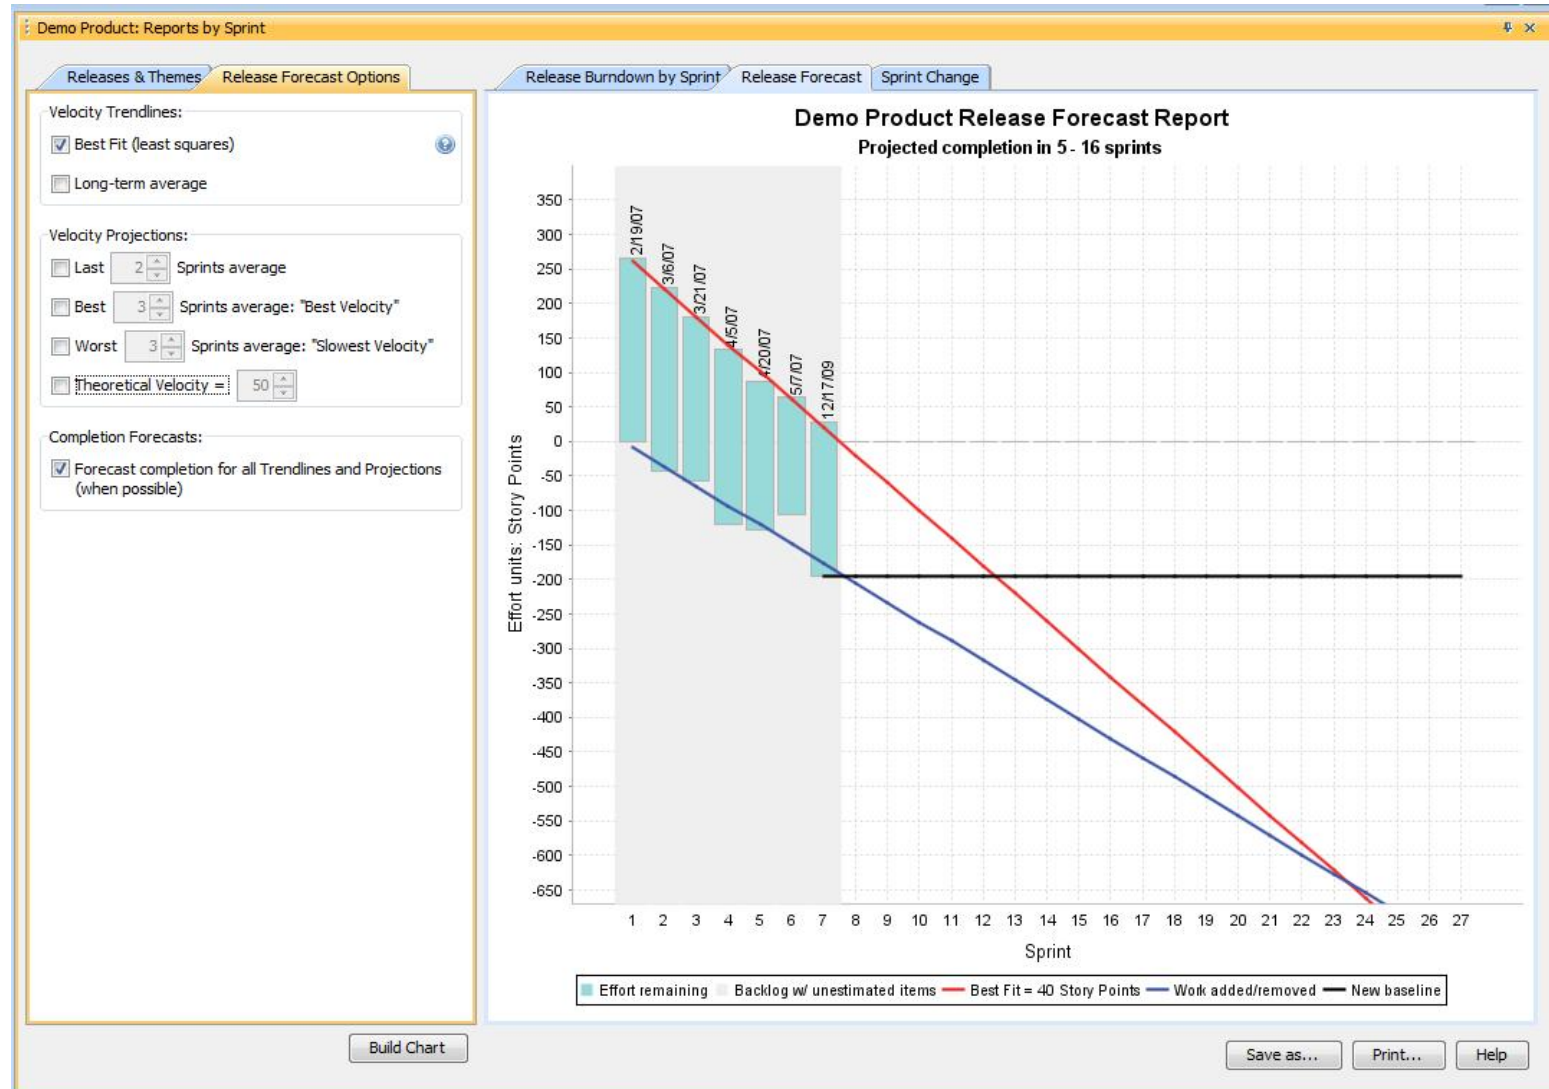 Demo Product: Reports by Sprint
Releases & Themes
Release Forecast Options
Velocity Trendlines:
Best Fit (least squares)
Long-term average
Velocity Projections:
Last 2 Sprints average
Best 3 Sprints average: "Best Velocity"
Worst 3 Sprints average: "Slowest Velocity"
Theoretical Velocity = 50
Completion Forecasts:
Forecast completion for all Trendlines and Projections
(when possible)
Build Chart
Release Burndown by Sprint
Release Forecast
Sprint Change
Demo Product Release Forecast Report
Projected completion in 5 - 16 sprints
Effort units: Story Points
350
300
250
200
150
100
50
0
-50
-100
-150
-200
-250
-300
-350
-400
-450
-500
-550
-600
-650
2/19/07
3/6/07
3/21/07
4/5/07
4/20/07
5/7/07
12/17/09
1 2 3 4 5 6 7 8 9 10 11 12 13 14 15 16 17 18 19 20 21 22 23 24 25 26 27
Sprint
Effort remaining Backlog w/ unestimated items Best Fit = 40 Story Points Work added/removed New baseline
Save as... Print... Help